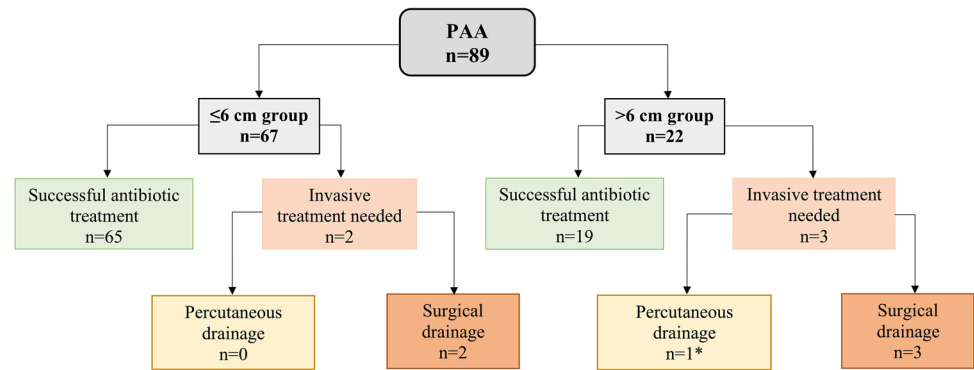 PAA
n=89
≤6 cm group
n=67
>6 cm group
n=22
Successful antibiotic
treatment
n=65
Invasive
treatment needed
n=2
Successful antibiotic
treatment
n=19
Invasive treatment
needed
n=3
Percutaneous
drainage
n=0
Surgical
drainage
n=2
Percutaneous
drainage
n=1*
Surgical
drainage
n=3